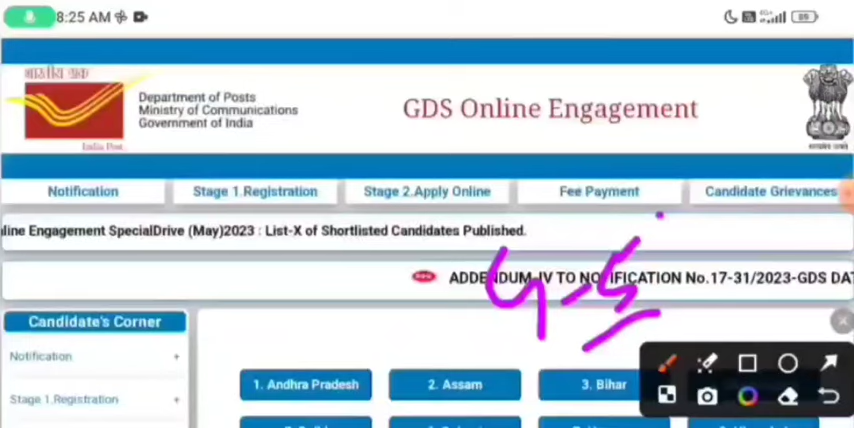 8:25 AM
89
भारतीय डाक
India Post
Department of Posts
Ministry of Communications
Government of India
GDS Online Engagement
Notification Stage 1.Registration Stage 2.Apply Online Fee Payment Candidate Grievances
line Engagement SpecialDrive (May)2023 : List-X of Shortlisted Candidates Published.
ADDENDUM-IV TO NOTIFICATION No.17-31/2023-GDS DAT
Candidate's Corner
Notification +
Stage 1.Registration +
1. Andhra Pradesh 2. Assam 3. Bihar